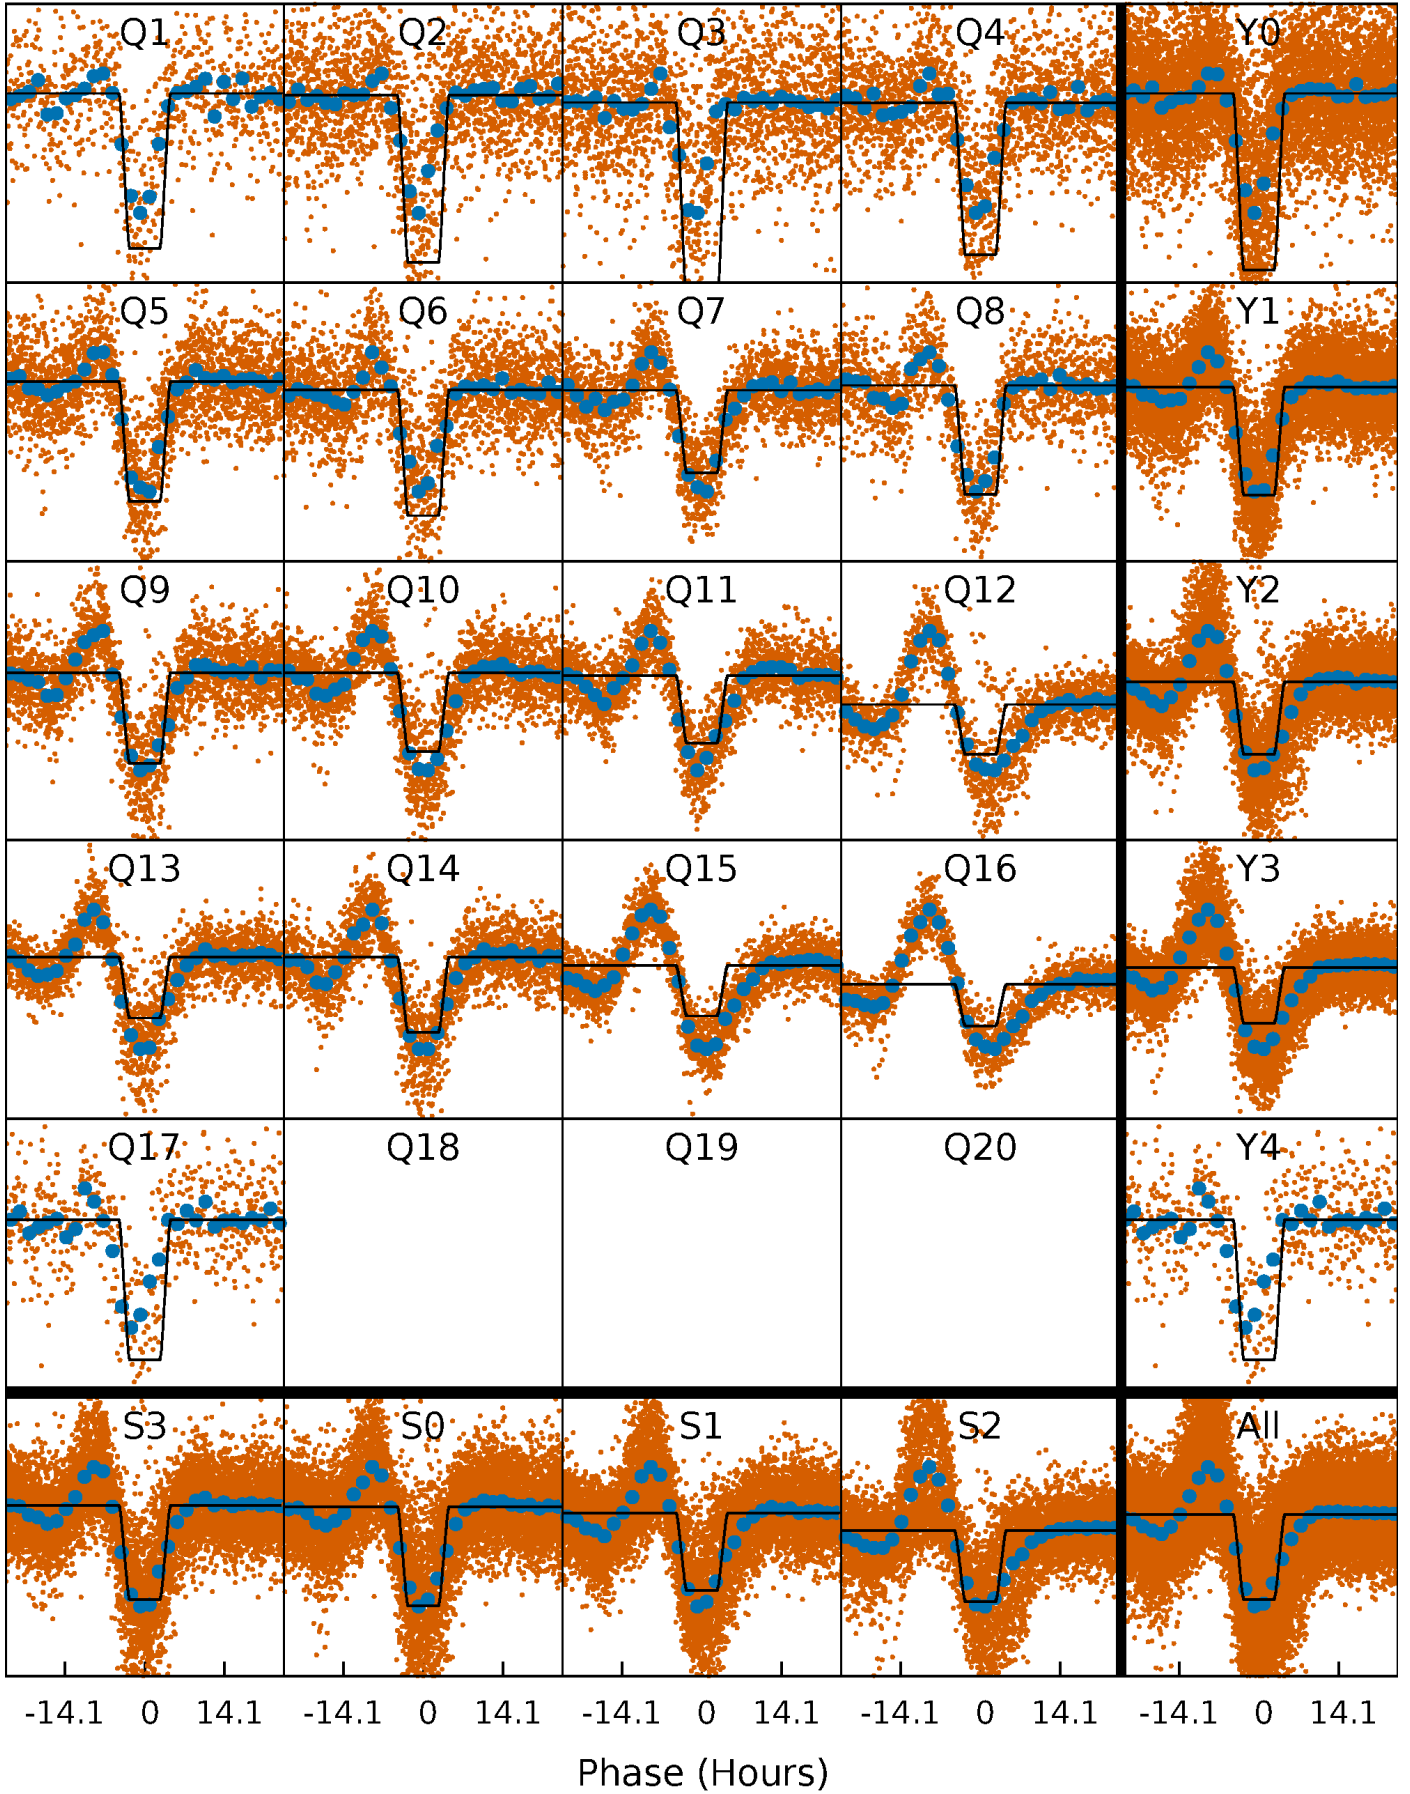 Q1 Q2 Q3 Q4 Y0
Q5 Q6 Q7 Q8 Y1
Q9 Q10 Q11 Q12 Y2
Q13 Q14 Q15 Q16 Y3
Q17 Q18 Q19 Q20 Y4
S3 S0 S1 S2 All
-14.1 0 14.1 -14.1 0 14.1 -14.1 0 14.1 -14.1 0 14.1 -14.1 0 14.1
Phase (Hours)